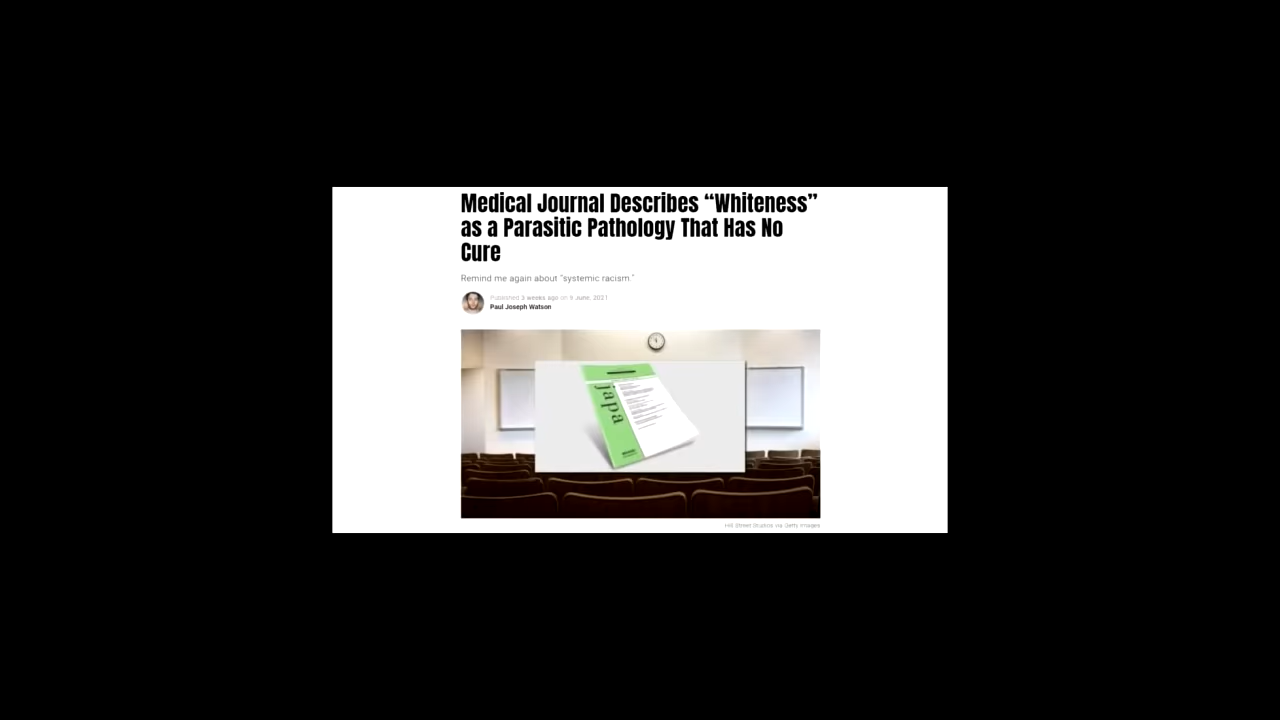 Medical Journal Describes “Whiteness”
as a Parasitic Pathology That Has No
Cure
Remind me again about "systemic racism."
Published 3 weeks ago on 9 June, 2021
Paul Joseph Watson
japa
Hill Street Studios via Getty Images